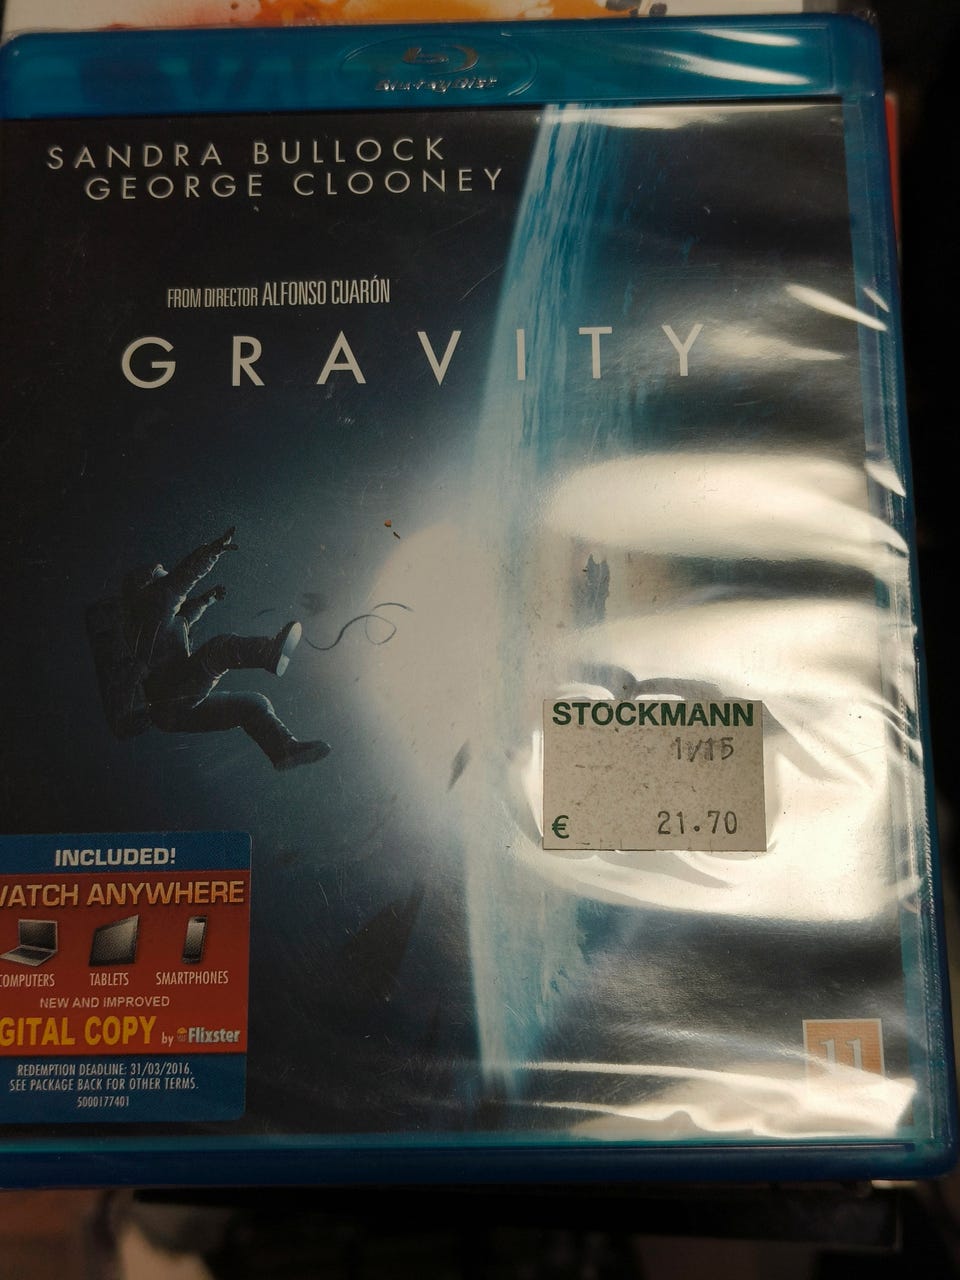 Blu-ray Disc
SANDRA BULLOCK
GEORGE CLOONEY
FROM DIRECTOR ALFONSO CUARÓN
GRAVITY
STOCKMANN
1/15
€ 21.70
INCLUDED!
WATCH ANYWHERE
COMPUTERS TABLETS SMARTPHONES
NEW AND IMPROVED
GITAL COPY by Flixster
REDEMPTION DEADLINE: 31/03/2016.
SEE PACKAGE BACK FOR OTHER TERMS.
5000177401
11